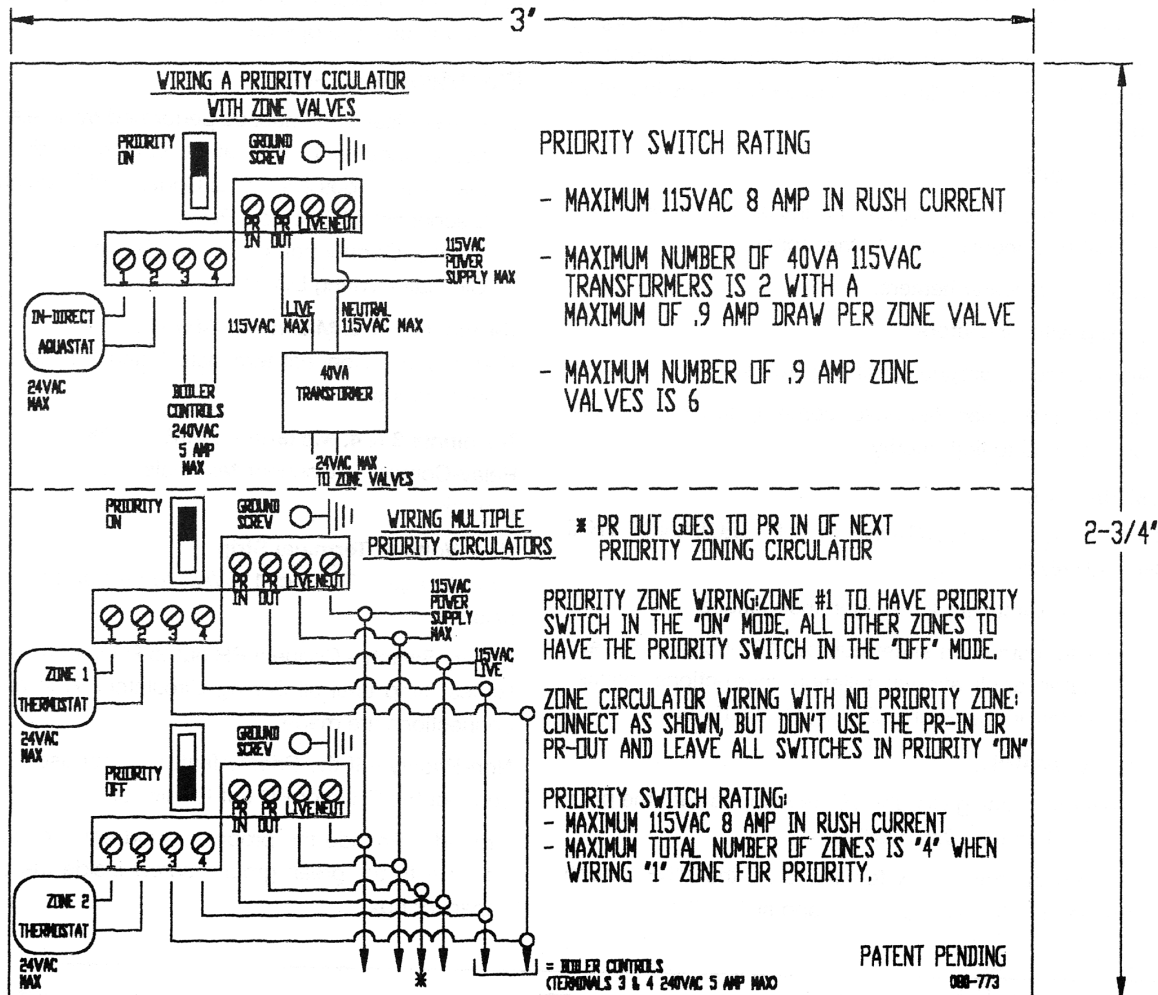 3"
WIRING A PRIORITY CICULATOR
WITH ZONE VALVES
PRIORITY
ON
GROUND
SCREW
PR
IN
PR
OUT
LIVE
NEUT
1
2
3
4
115VAC
POWER
SUPPLY MAX
IN-DIRECT
AQUASTAT
24VAC
MAX
LIVE
115VAC MAX
NEUTRAL
115VAC MAX
40VA
TRANSFORMER
BOILER
CONTROLS
240VAC
5 AMP
MAX
24VAC MAX
TO ZONE VALVES
PRIORITY SWITCH RATING
- MAXIMUM 115VAC 8 AMP IN RUSH CURRENT
- MAXIMUM NUMBER OF 40VA 115VAC
TRANSFORMERS IS 2 WITH A
MAXIMUM OF .9 AMP DRAW PER ZONE VALVE
- MAXIMUM NUMBER OF .9 AMP ZONE
VALVES IS 6
2-3/4"
PRIORITY
ON
GROUND
SCREW
WIRING MULTIPLE
PRIORITY CIRCULATORS
PR
IN
PR
OUT
LIVE
NEUT
1
2
3
4
115VAC
POWER
SUPPLY
MAX
115VAC
LIVE
ZONE 1
THERMOSTAT
24VAC
MAX
* PR OUT GOES TO PR IN OF NEXT
PRIORITY ZONING CIRCULATOR
PRIORITY ZONE WIRING:ZONE #1 TO HAVE PRIORITY
SWITCH IN THE "ON" MODE. ALL OTHER ZONES TO
HAVE THE PRIORITY SWITCH IN THE "OFF" MODE.
ZONE CIRCULATOR WIRING WITH NO PRIORITY ZONE:
CONNECT AS SHOWN, BUT DON'T USE THE PR-IN OR
PR-OUT AND LEAVE ALL SWITCHES IN PRIORITY "ON"
PRIORITY SWITCH RATING:
- MAXIMUM 115VAC 8 AMP IN RUSH CURRENT
- MAXIMUM TOTAL NUMBER OF ZONES IS "4" WHEN
WIRING "1" ZONE FOR PRIORITY.
PRIORITY
OFF
GROUND
SCREW
PR
IN
PR
OUT
LIVE
NEUT
1
2
3
4
ZONE 2
THERMOSTAT
24VAC
MAX
*
= BOILER CONTROLS
(TERMINALS 3 & 4 240VAC 5 AMP MAX)
PATENT PENDING
080-773